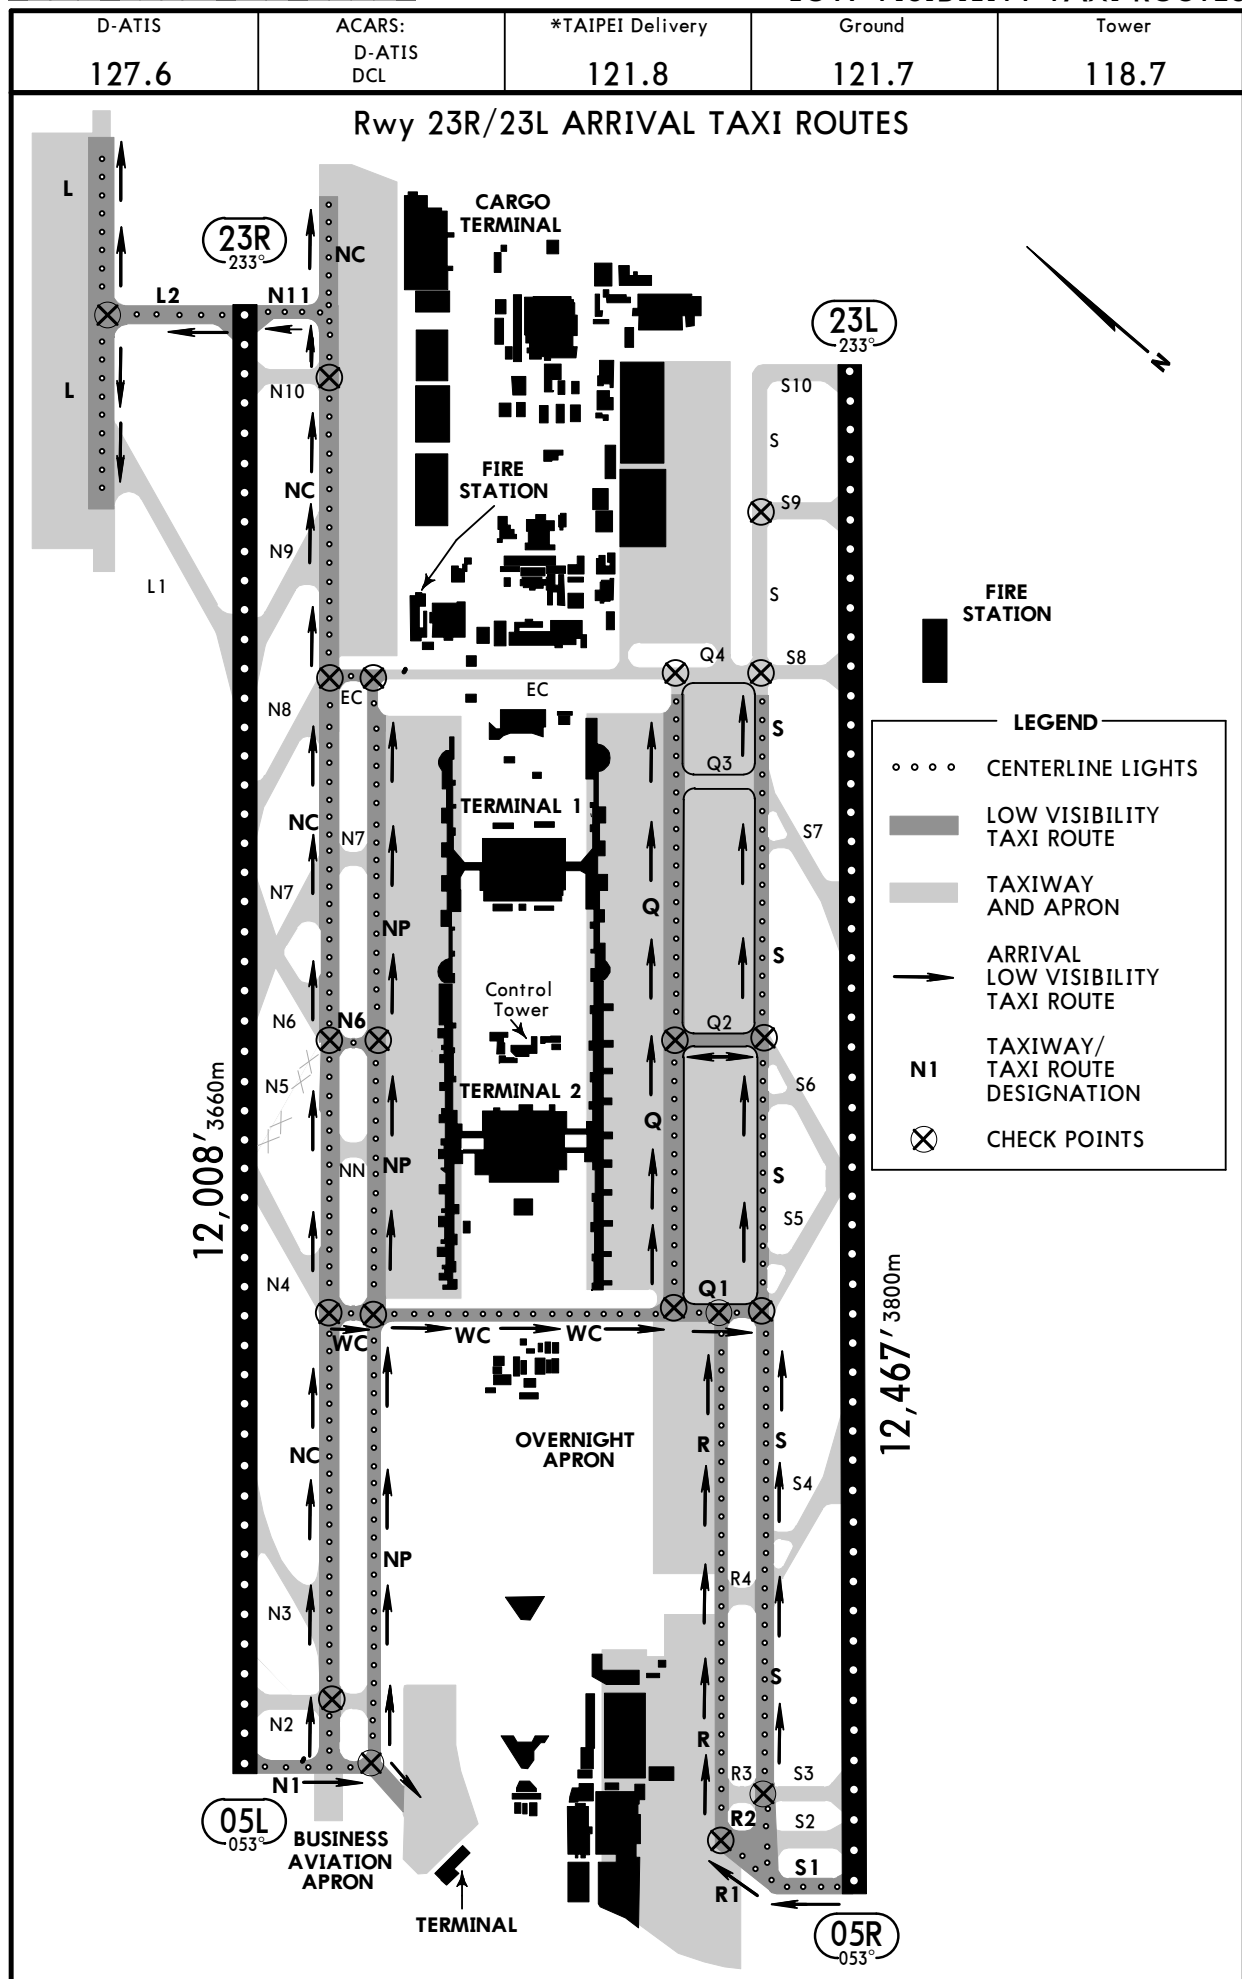 D-ATIS
127.6
ACARS:
D-ATIS
DCL
*TAIPEI Delivery
121.8
Ground
121.7
Tower
118.7
Rwy 23R/23L ARRIVAL TAXI ROUTES
L
23R
233°
NC
CARGO
TERMINAL
L2
N11
23L
233°
N
L
N10
S10
S
FIRE
STATION
NC
S9
N9
L1
S
FIRE
STATION
Q4
S8
EC
EC
N8
S
Q3
LEGEND
CENTERLINE LIGHTS
LOW VISIBILITY
TAXI ROUTE
TAXIWAY
AND APRON
ARRIVAL
LOW VISIBILITY
TAXI ROUTE
N1
TAXIWAY/
TAXI ROUTE
DESIGNATION
CHECK POINTS
TERMINAL 1
NC
N7
S7
N7
Q
NP
S
Control
Tower
N6
N6
Q2
N5
TERMINAL 2
S6
Q
NN
NP
S
12,008′ 3660m
S5
N4
Q1
WC
WC
WC
12,467′ 3800m
OVERNIGHT
APRON
NC
R
S
S4
NP
R4
N3
S
N2
R
R3
S3
N1
R2
S2
05L
053°
BUSINESS
AVIATION
APRON
S1
R1
TERMINAL
05R
053°